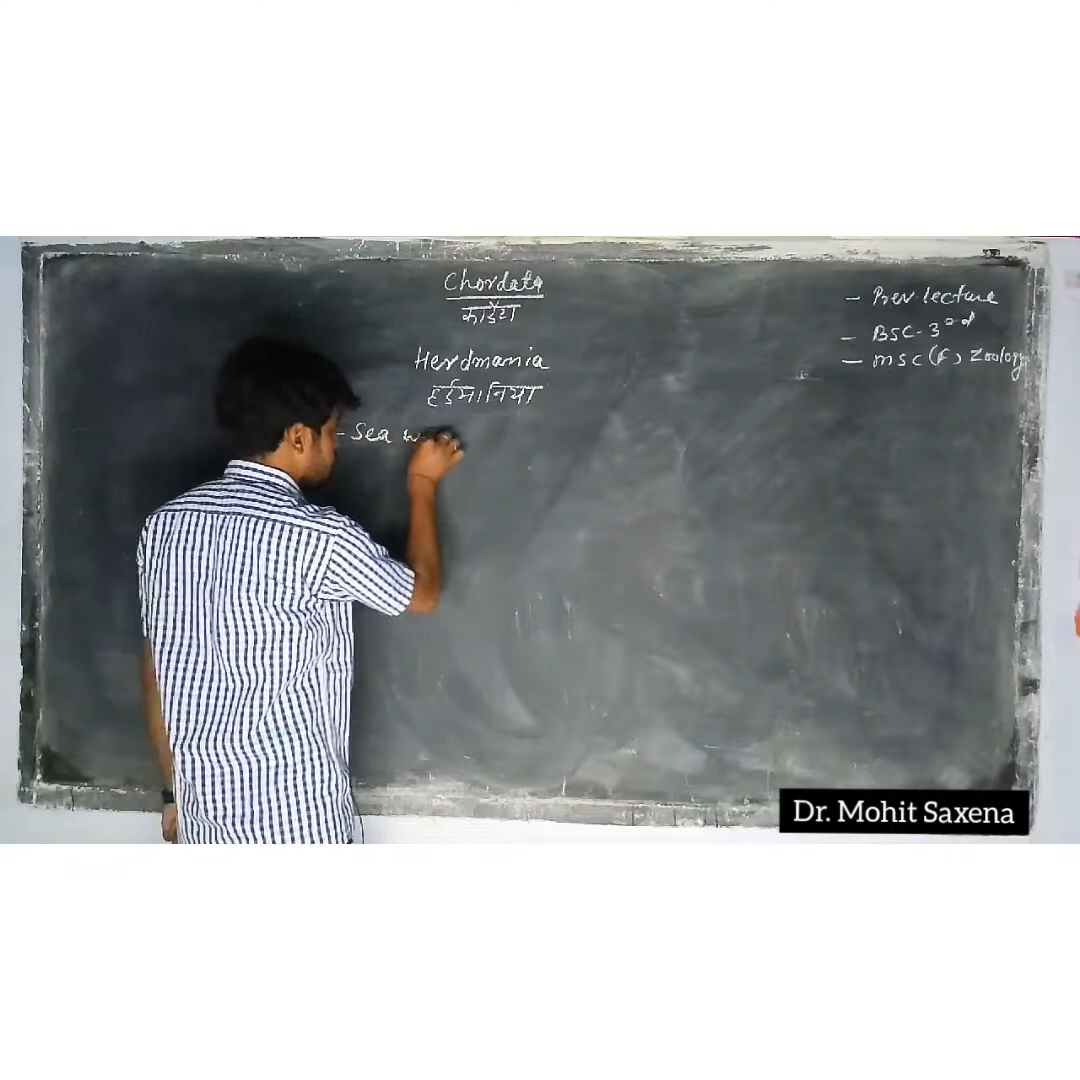 Chordata
कार्डेटा
Herdmania
हर्डमानिया
- Sea
- Prev. lecture
- BSC-3rd
- MSC (F) Zoology
Dr. Mohit Saxena